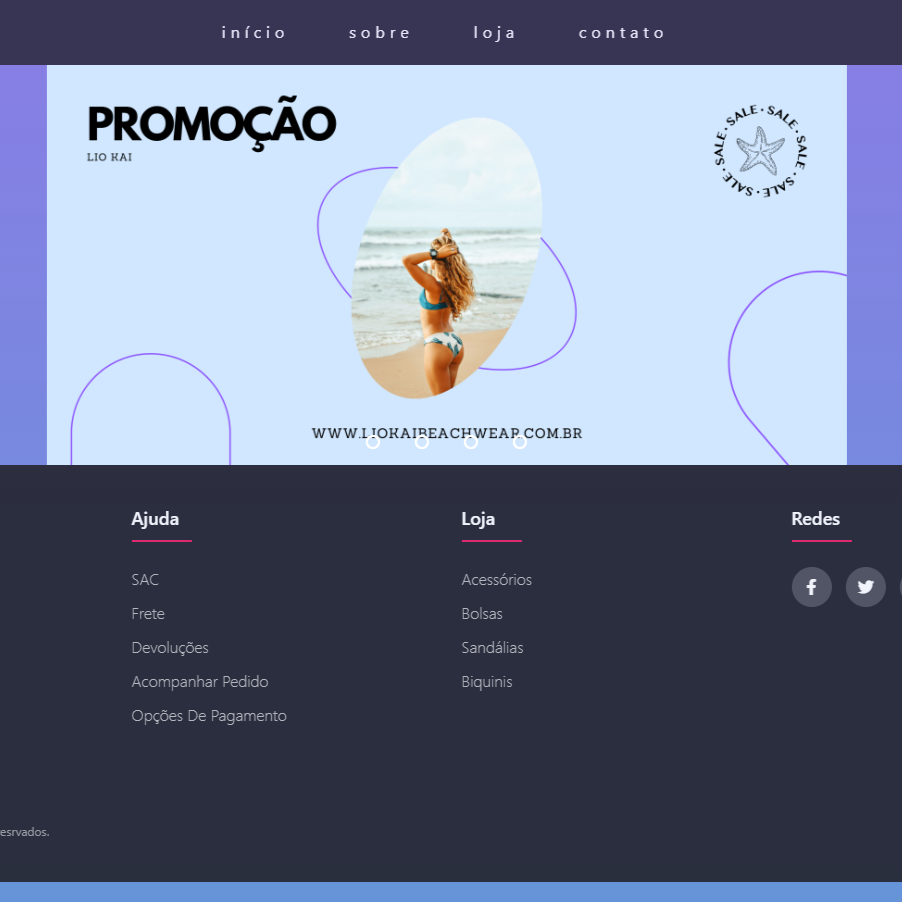 início sobre loja contato
PROMOÇÃO
LIO KAI
SALE · SALE · SALE · SALE · SALE · SALE ·
WWW.LIOKAIBEACHWEAR.COM.BR
Ajuda
SAC
Frete
Devoluções
Acompanhar Pedido
Opções De Pagamento
Loja
Acessórios
Bolsas
Sandálias
Biquinis
Redes
esrvados.